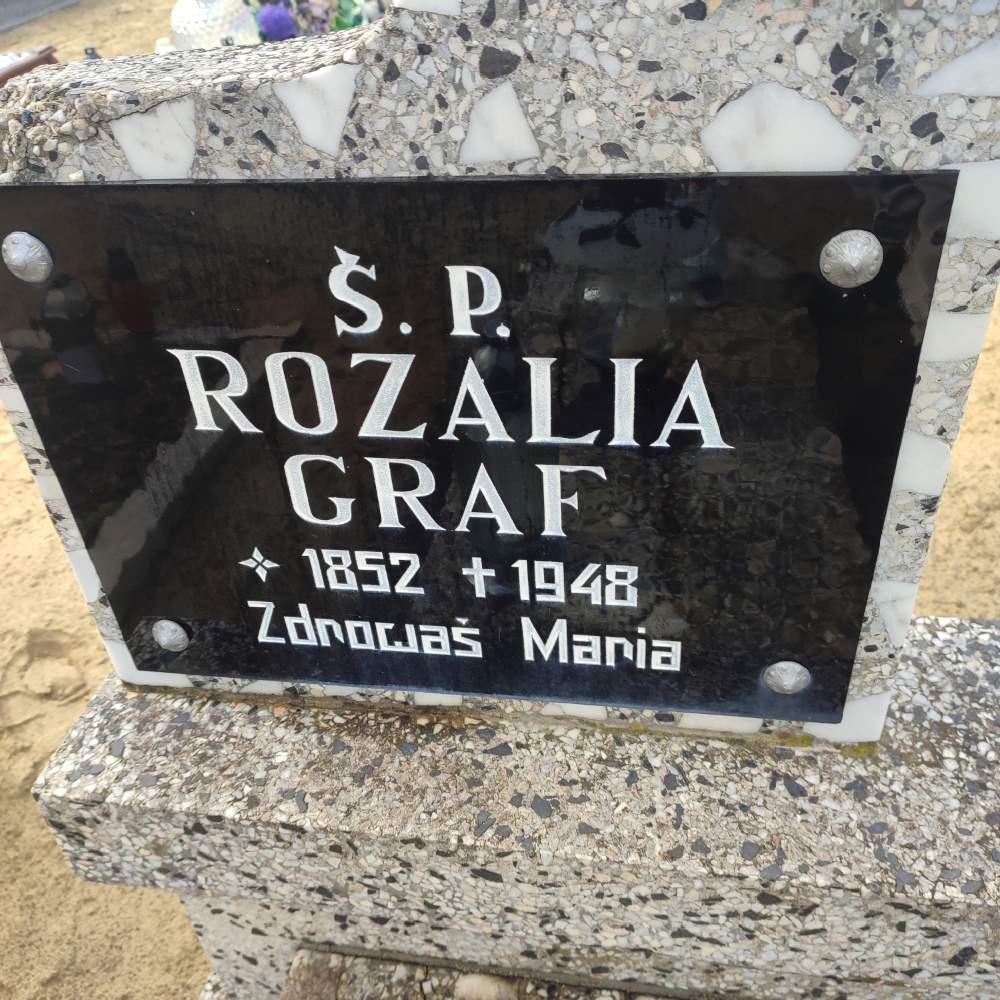 Ś. P.
ROZALIA
GRAF
* 1852 † 1948
Zdrowaś Maria